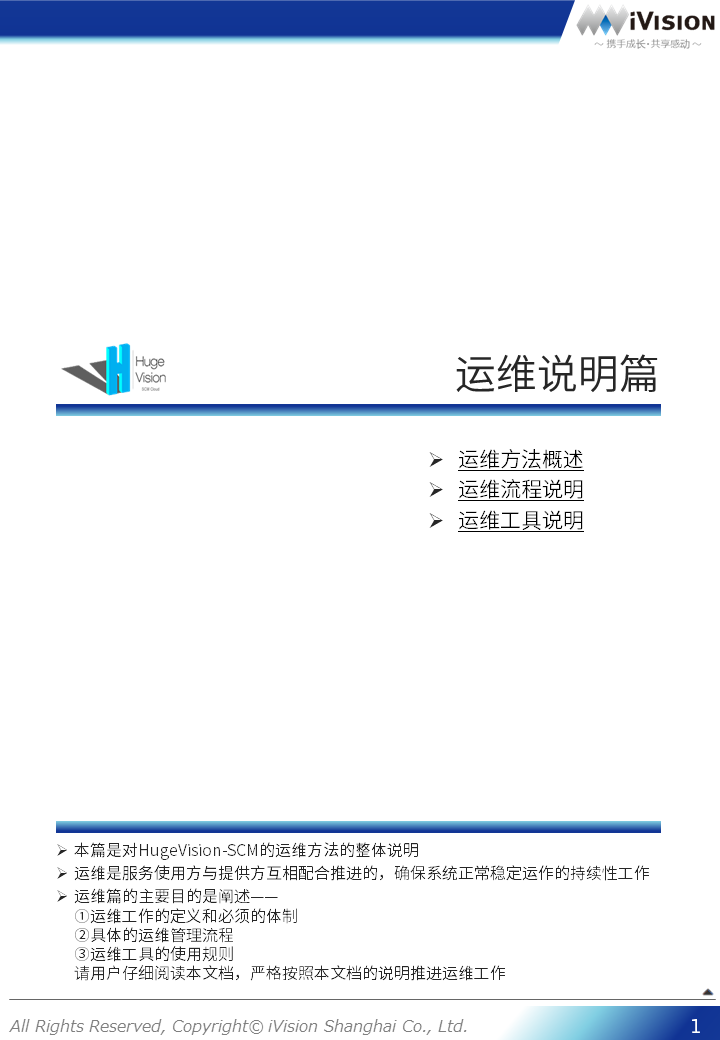 iVISION
～ 携手成长·共享感动 ～
Huge
Vision
SCM Cloud
运维说明篇
➢ 运维方法概述
➢ 运维流程说明
➢ 运维工具说明
➢ 本篇是对HugeVision-SCM的运维方法的整体说明
➢ 运维是服务使用方与提供方互相配合推进的，确保系统正常稳定运作的持续性工作
➢ 运维篇的主要目的是阐述——
①运维工作的定义和必须的体制
②具体的运维管理流程
③运维工具的使用规则
请用户仔细阅读本文档，严格按照本文档的说明推进运维工作
All Rights Reserved, Copyright© iVision Shanghai Co., Ltd.
1